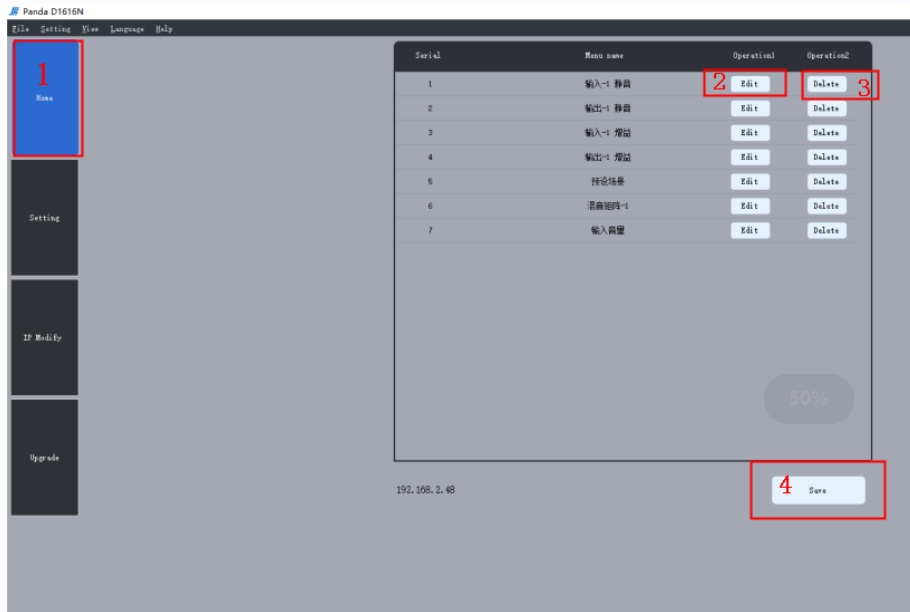 Panda D1616N
File Setting View Language Help
1
Home
Setting
IP Modify
Upgrade
Serial Menu name Operation1 Operation2
1 输入-1 静音 2 Edit Delete 3
2 输出-1 静音 Edit Delete
3 输入-1 增益 Edit Delete
4 输出-1 增益 Edit Delete
5 预设场景 Edit Delete
6 混音矩阵-1 Edit Delete
7 输入音量 Edit Delete
50%
192.168.2.48
4 Save